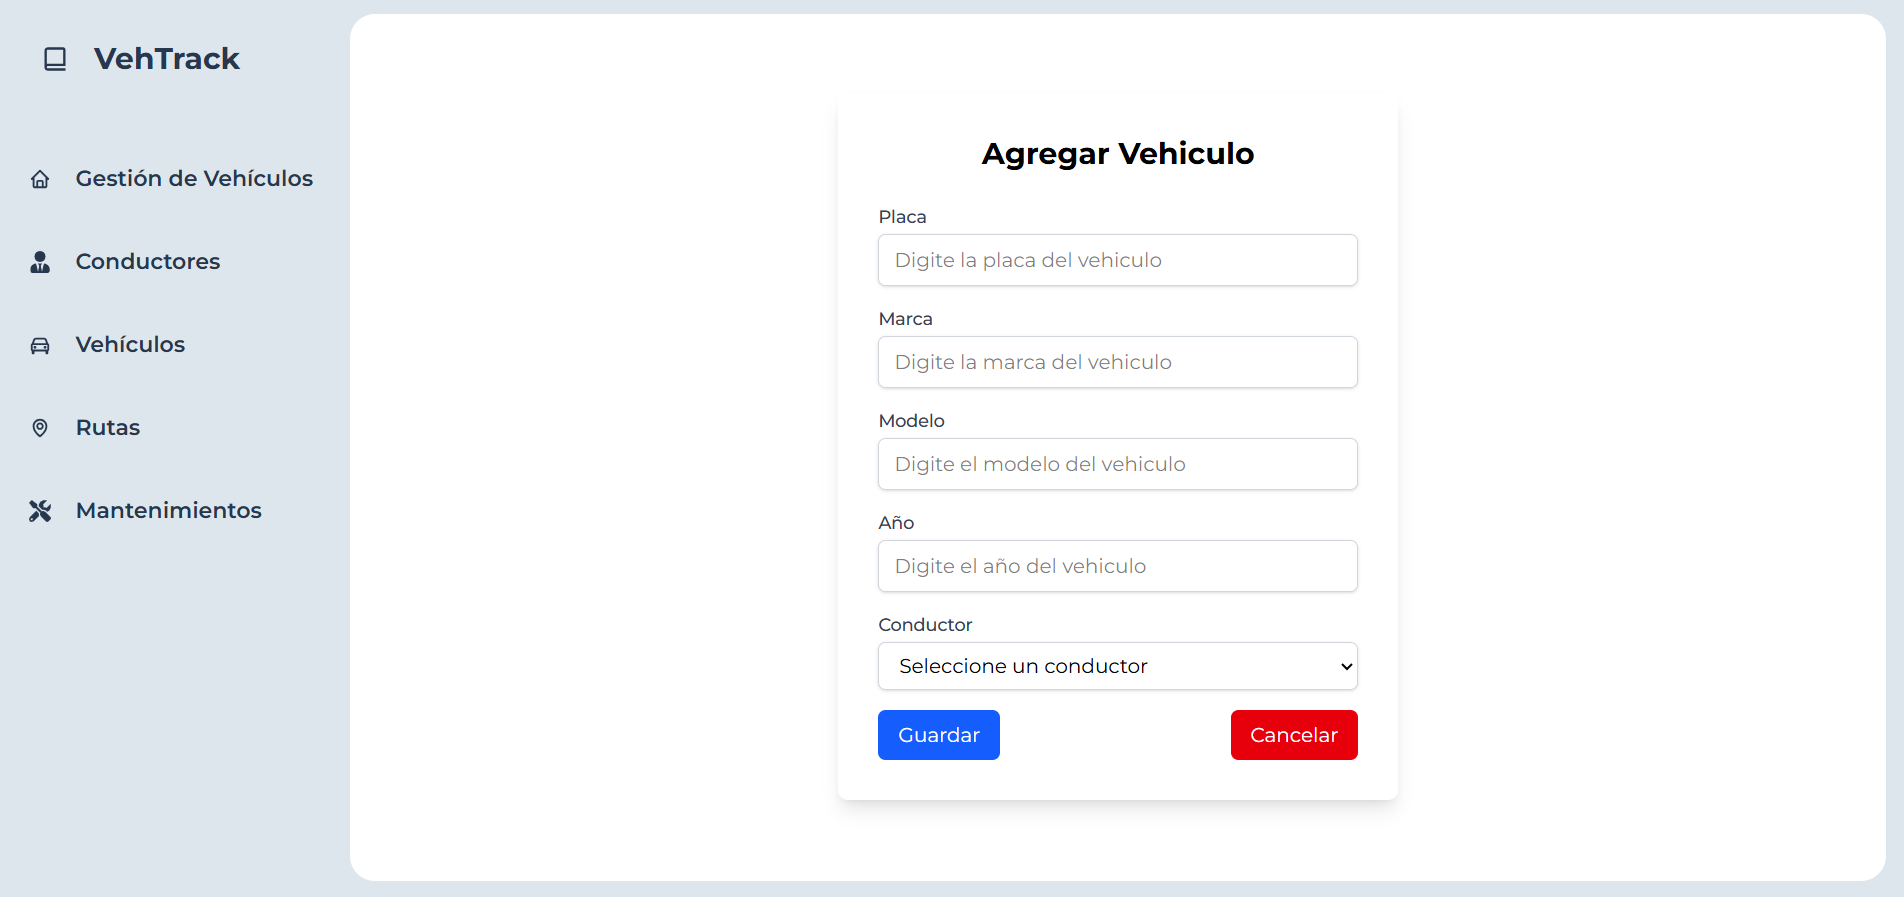 VehTrack
Gestión de Vehículos
Conductores
Vehículos
Rutas
Mantenimientos
Agregar Vehiculo
Placa
Digite la placa del vehiculo
Marca
Digite la marca del vehiculo
Modelo
Digite el modelo del vehiculo
Año
Digite el año del vehiculo
Conductor
Seleccione un conductor
Guardar
Cancelar